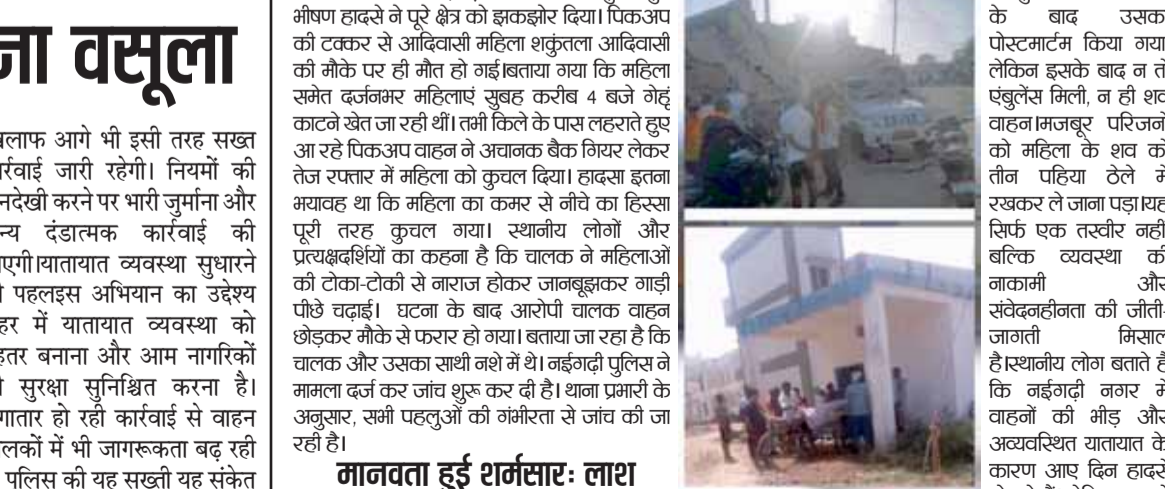 ना वसूला
आगे भी इसी तरह सख्त
जारी रहेगी। नियमों की
करने पर भारी जुर्माना और
दंडात्मक कार्रवाई की
व्यवस्था सुधारने
पहलइस अभियान का उद्देश्य
में यातायात व्यवस्था को
बनाना और आम नागरिकों
सुरक्षा सुनिश्चित करना है।
हो रही कार्रवाई से वाहन
में भी जागरूकता बढ़ रही
पुलिस की यह सख्ती यह संकेत
भीषण हादसे ने पूरे क्षेत्र को झकझोर दिया। पिकअप
की टक्कर से आदिवासी महिला शकुंतला आदिवासी
की मौके पर ही मौत हो गई।बताया गया कि महिला
समेत दर्जनभर महिलाएं सुबह करीब 4 बजे गेहूं
काटने खेत जा रही थीं। तभी किले के पास लहराते हुए
आ रहे पिकअप वाहन ने अचानक बैक गियर लेकर
तेज रफ्तार में महिला को कुचल दिया। हादसा इतना
भयावह था कि महिला का कमर से नीचे का हिस्सा
पूरी तरह कुचल गया। स्थानीय लोगों और
प्रत्यक्षदर्शियों का कहना है कि चालक ने महिलाओं
की टोका-टोकी से नाराज होकर जानबूझकर गाड़ी
पीछे चढ़ाई। घटना के बाद आरोपी चालक वाहन
छोड़कर मौके से फरार हो गया। बताया जा रहा है कि
चालक और उसका साथी नशे में थे। नईगढ़ी पुलिस ने
मामला दर्ज कर जांच शुरू कर दी है। थाना प्रभारी के
अनुसार, सभी पहलुओं की गंभीरता से जांच की जा
रही है।
मानवता हुई शर्मसारः लाश
के बाद उसका
पोस्टमार्टम किया गया
लेकिन इसके बाद न तो
एंबुलेंस मिली, न ही शव
वाहन।मजबूर परिजनों
को महिला के शव को
तीन पहिया ठेले में
रखकर ले जाना पड़ा।यह
सिर्फ एक तस्वीर नहीं
बल्कि व्यवस्था की
नाकामी और
संवेदनहीनता की जीती-
जागती मिसाल
है।स्थानीय लोग बताते हैं
कि नईगढ़ी नगर में
वाहनों की भीड़ और
अव्यवस्थित यातायात के
कारण आए दिन हादसे